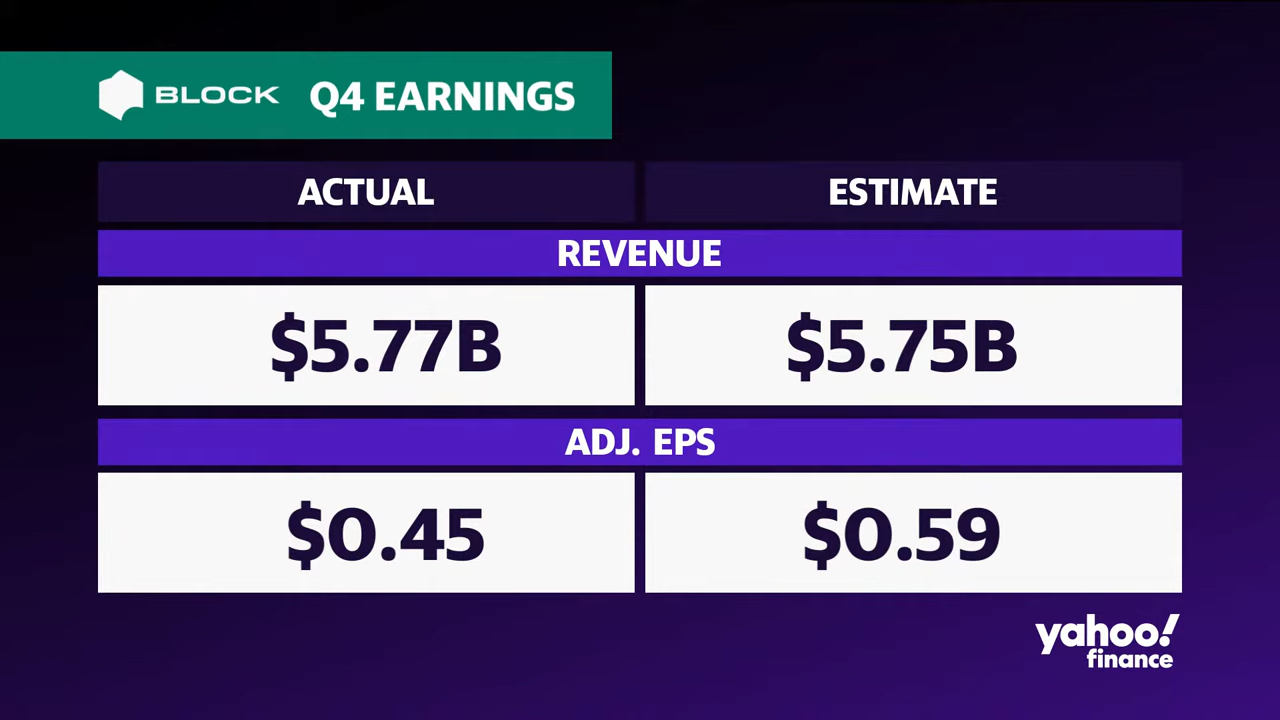 BLOCK Q4 EARNINGS
ACTUAL ESTIMATE
REVENUE
$5.77B $5.75B
ADJ. EPS
$0.45 $0.59
yahoo!
finance